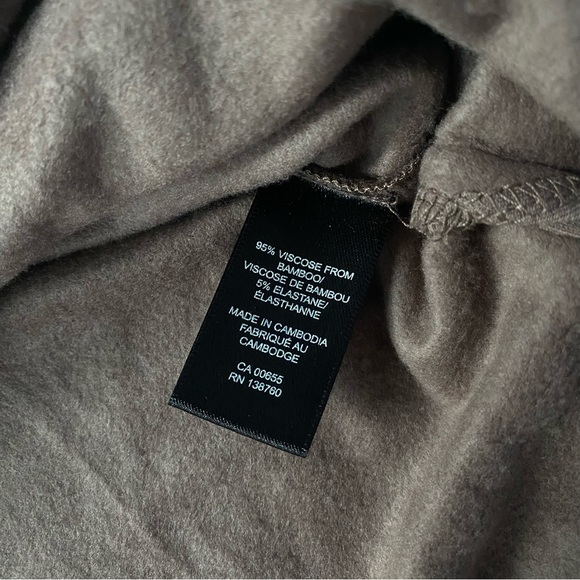 95% VISCOSE FROM
BAMBOO/
VISCOSE DE BAMBOU
5% ELASTANE/
ÉLASTHANNE
MADE IN CAMBODIA
FABRIQUÉ AU
CAMBODGE
CA 00655
RN 138760